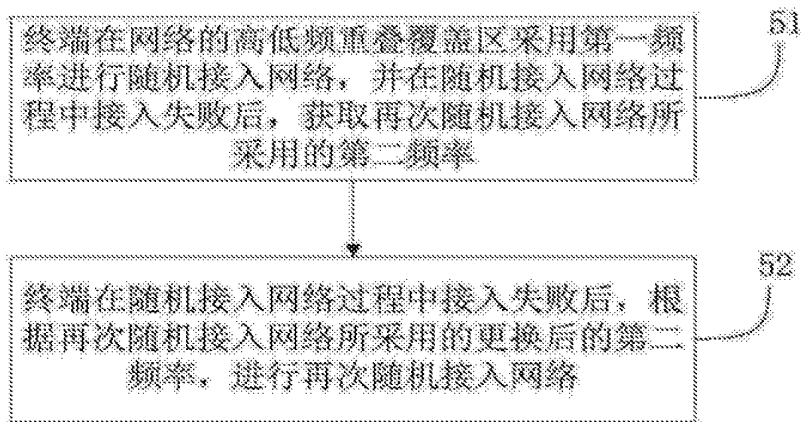 终端在网络的高低频重叠覆盖区采用第一频
率进行随机接入网络，并在随机接入网络过
程中接入失败后，获取再次随机接入网络所
采用的第二频率
51
终端在随机接入网络过程中接入失败后，根
据再次随机接入网络所采用的更换后的第二
频率，进行再次随机接入网络
52